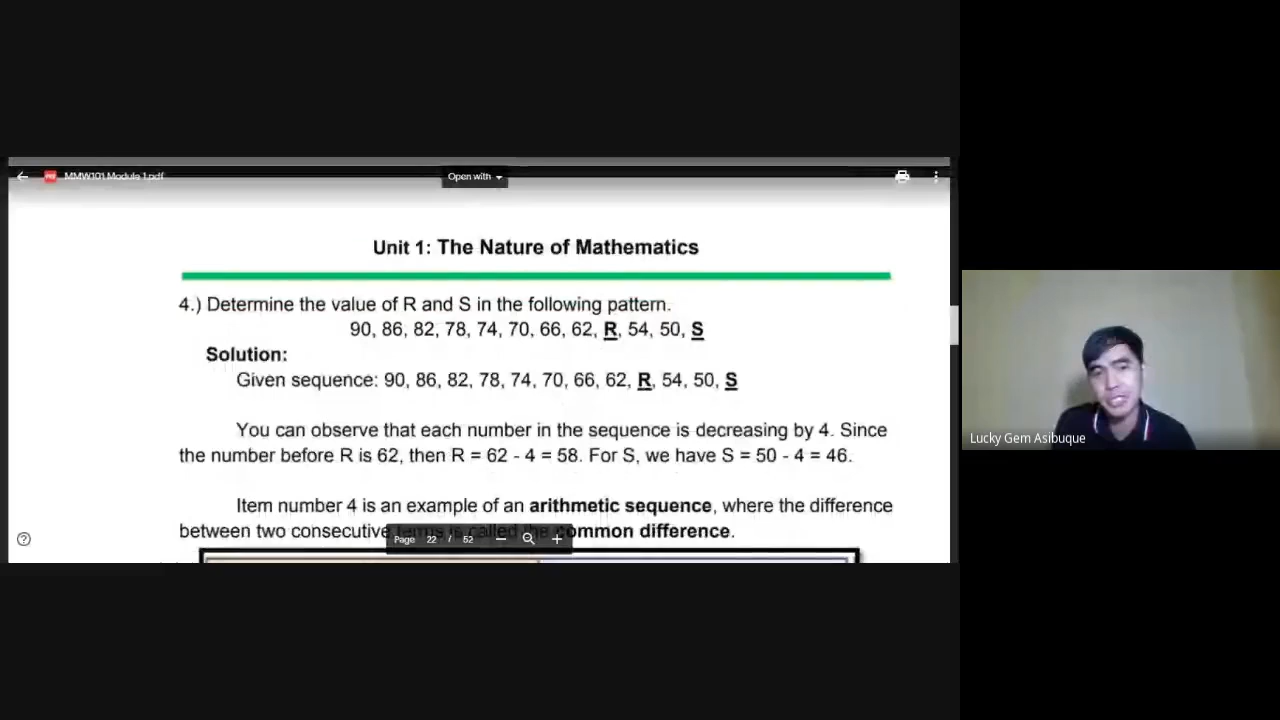 MMW101 Module 1.pdf
Open with
Unit 1: The Nature of Mathematics
4.) Determine the value of R and S in the following pattern.
90, 86, 82, 78, 74, 70, 66, 62, R, 54, 50, S
Solution:
Given sequence: 90, 86, 82, 78, 74, 70, 66, 62, R, 54, 50, S
You can observe that each number in the sequence is decreasing by 4. Since
the number before R is 62, then R = 62 - 4 = 58. For S, we have S = 50 - 4 = 46.
Item number 4 is an example of an arithmetic sequence, where the difference
between two consecutive terms is called the common difference.
Page 22 / 52
Lucky Gem Asibuque